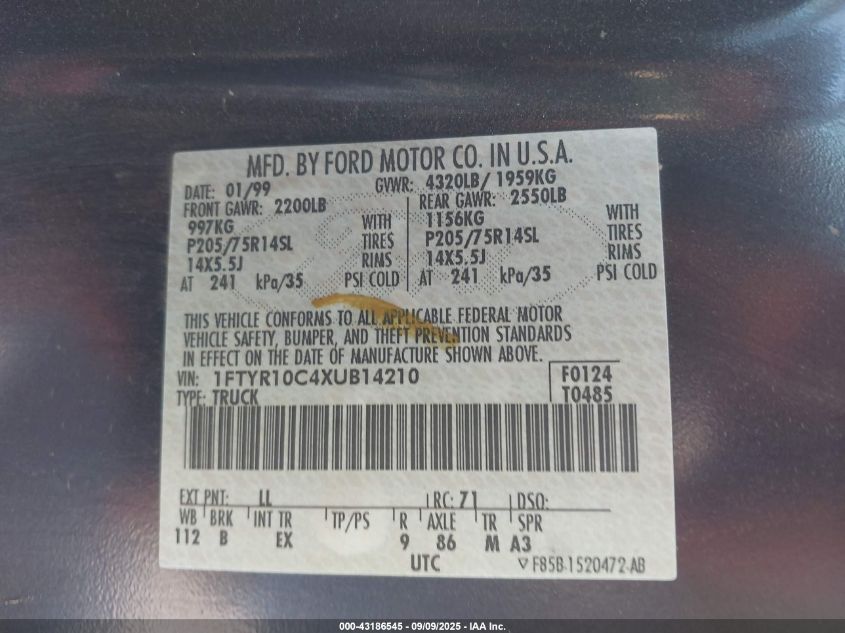 MFD. BY FORD MOTOR CO. IN U.S.A.
DATE: 01/99 GVWR: 4320LB/ 1959KG
FRONT GAWR: 2200LB REAR GAWR: 2550LB
997KG WITH 1156KG WITH
P205/75R14SL TIRES P205/75R14SL TIRES
14X5.5J RIMS 14X5.5J RIMS
AT 241 kPa/35 PSI COLD AT 241 kPa/35 PSI COLD
THIS VEHICLE CONFORMS TO ALL APPLICABLE FEDERAL MOTOR
VEHICLE SAFETY, BUMPER, AND THEFT PREVENTION STANDARDS
IN EFFECT ON THE DATE OF MANUFACTURE SHOWN ABOVE.
VIN: 1FTYR10C4XUB14210 F0124
TYPE: TRUCK T0485
EXT PNT: LL RC: 71 DSO:
WB BRK INT TR TP/PS R AXLE TR SPR
112 B EX 9 86 M A3
UTC F85B-1520472-AB
000-43186545 - 09/09/2025 - IAA Inc.